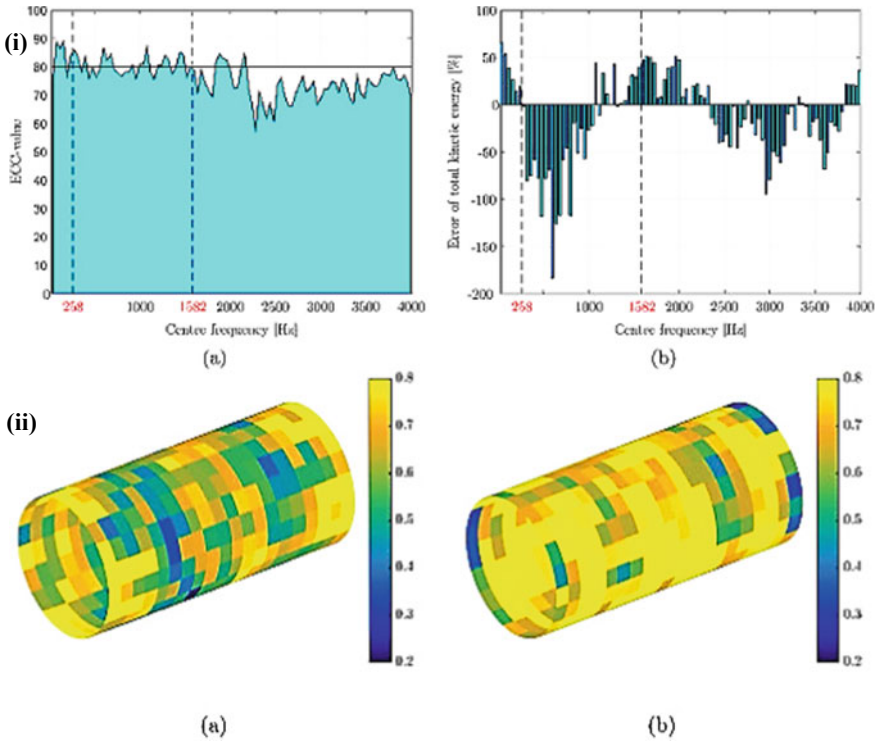 (i)
ECC-value
100
90
80
70
60
50
40
30
20
10
0
258 1000 1582 2000 2500 3000 3500 4000
Centre frequency [Hz]
(a)
Error of total kinetic energy [%]
100
50
0
-50
-100
-150
-200
258 1000 1582 2000 2500 3000 3500 4000
Centre frequency [Hz]
(b)
(ii)
0.8
0.7
0.6
0.5
0.4
0.3
0.2
(a)
0.8
0.7
0.6
0.5
0.4
0.3
0.2
(b)